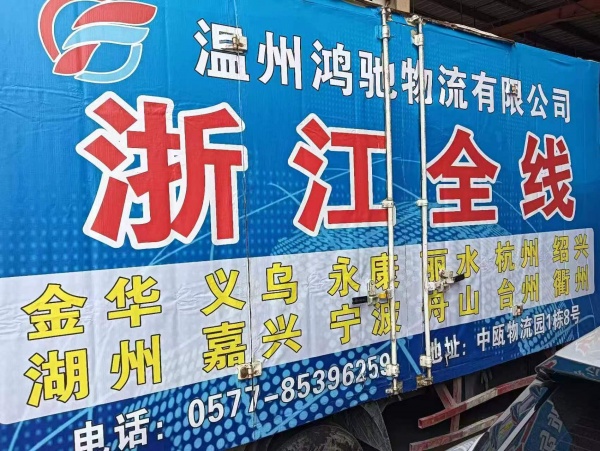 温州鸿驰物流有限公司
浙江全线
金华 义乌 永康 丽水 杭州 绍兴
湖州 嘉兴 宁波 舟山 台州 衢州
电话：0577-85396259 地址：中瓯物流园1栋8号